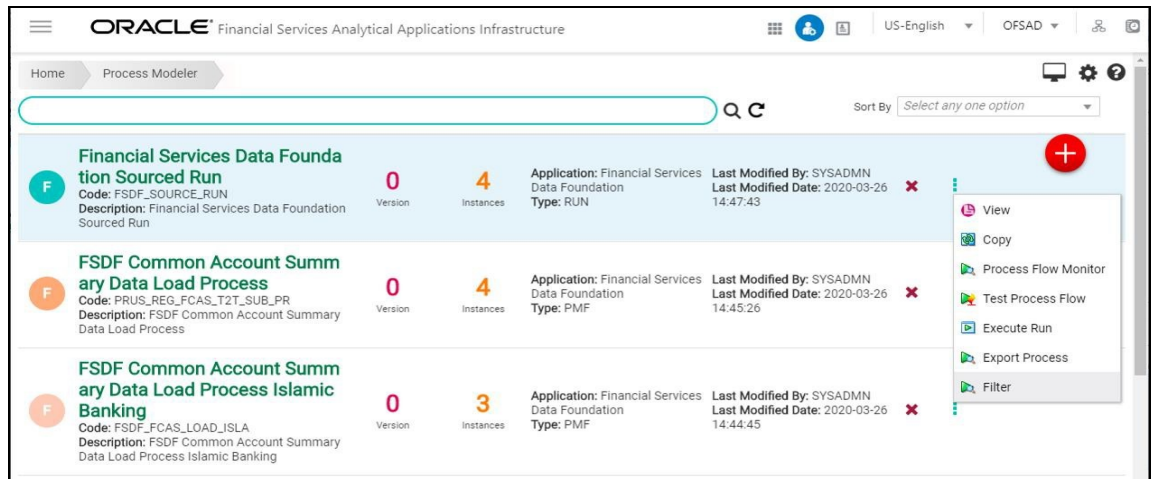 ORACLE® Financial Services Analytical Applications Infrastructure
US-English
OFSAD
Home
Process Modeler
Sort By
Select any one option
F
Financial Services Data Founda
tion Sourced Run
Code: FSDF_SOURCE_RUN
Description: Financial Services Data Foundation
Sourced Run
0
Version
4
Instances
Application: Financial Services
Data Foundation
Type: RUN
Last Modified By: SYSADMN
Last Modified Date: 2020-03-26
14:47:43
View
Copy
Process Flow Monitor
Test Process Flow
Execute Run
Export Process
Filter
F
FSDF Common Account Summ
ary Data Load Process
Code: PRUS_REG_FCAS_T2T_SUB_PR
Description: FSDF Common Account Summary
Data Load Process
0
Version
4
Instances
Application: Financial Services
Data Foundation
Type: PMF
Last Modified By: SYSADMN
Last Modified Date: 2020-03-26
14:45:26
F
FSDF Common Account Summ
ary Data Load Process Islamic
Banking
Code: FSDF_FCAS_LOAD_ISLA
Description: FSDF Common Account Summary
Data Load Process Islamic Banking
0
Version
3
Instances
Application: Financial Services
Data Foundation
Type: PMF
Last Modified By: SYSADMN
Last Modified Date: 2020-03-26
14:44:45